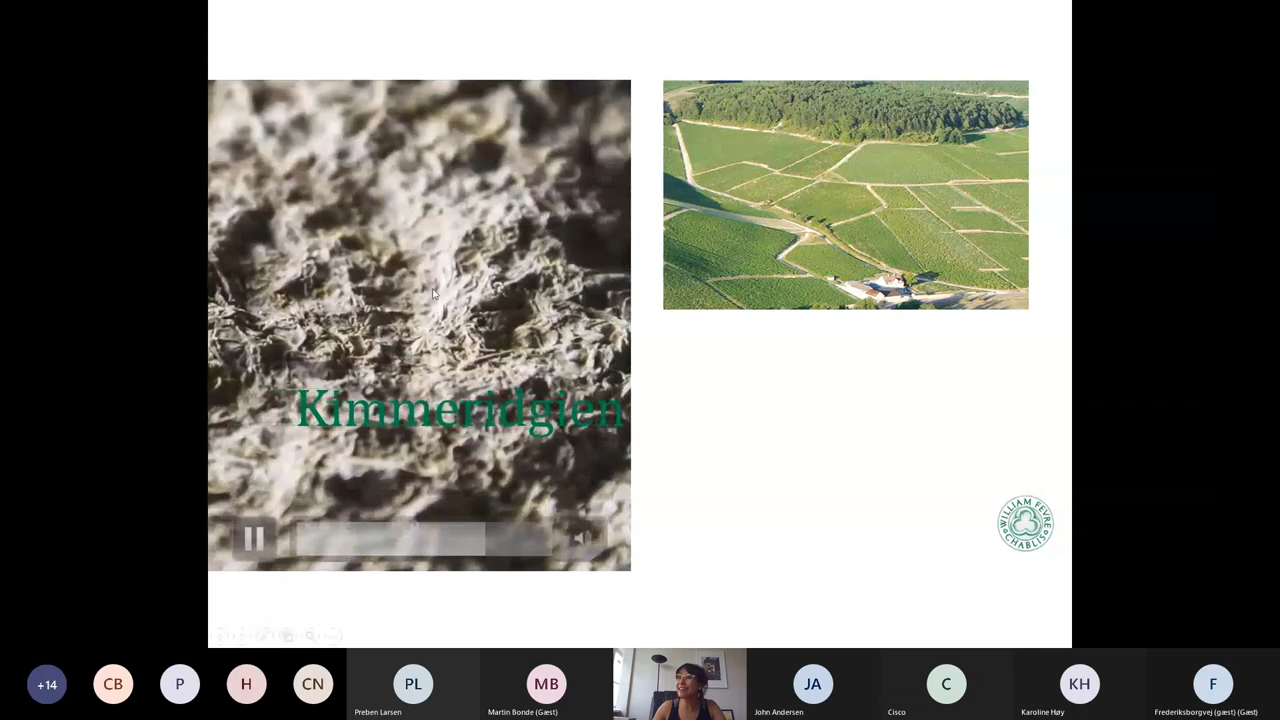 Kimmeridgien
WILLIAM FEVRE
CHABLIS
+14
CB
P
H
CN
PL
Preben Larsen
MB
Martin Bonde (Gæst)
JA
John Andersen
C
Cisco
KH
Karoline Høy
F
Frederiksborgvej (gæst) (Gæst)